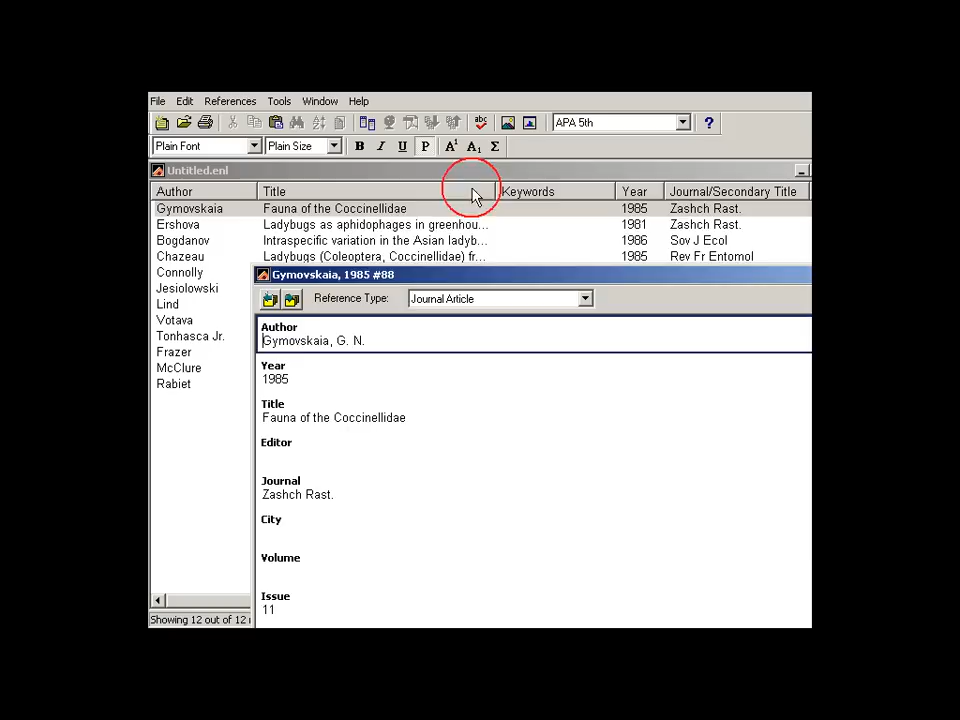 File Edit References Tools Window Help
abc APA 5th ?
Plain Font Plain Size B I U P A1 A1 Σ
Untitled.enl
Author Title Keywords Year Journal/Secondary Title
Gymovskaia Fauna of the Coccinellidae 1985 Zashch Rast.
Ershova Ladybugs as aphidophages in greenhou... 1981 Zashch Rast.
Bogdanov Intraspecific variation in the Asian ladyb... 1986 Sov J Ecol
Chazeau Ladybugs (Coleoptera, Coccinellidae) fr... 1985 Rev Fr Entomol
Connolly
Jesiolowski
Lind
Votava
Tonhasca Jr.
Frazer
McClure
Rabiet
Gymovskaia, 1985 #88
Reference Type: Journal Article
Author
Gymovskaia, G. N.
Year
1985
Title
Fauna of the Coccinellidae
Editor
Journal
Zashch Rast.
City
Volume
Issue
11
Showing 12 out of 12